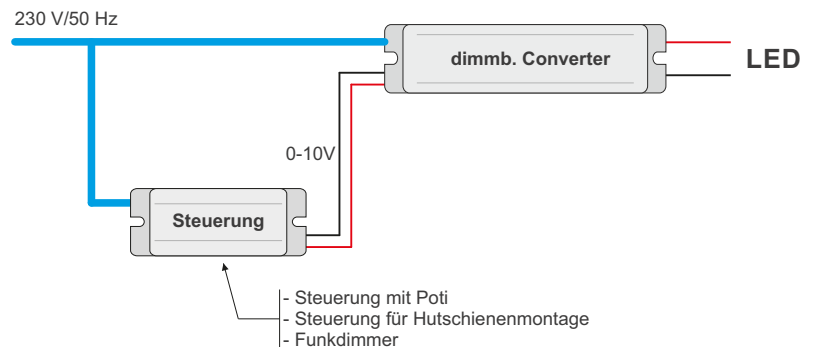 230 V/50 Hz
dimmb. Converter
LED
0-10V
Steuerung
- Steuerung mit Poti
- Steuerung für Hutschienenmontage
- Funkdimmer